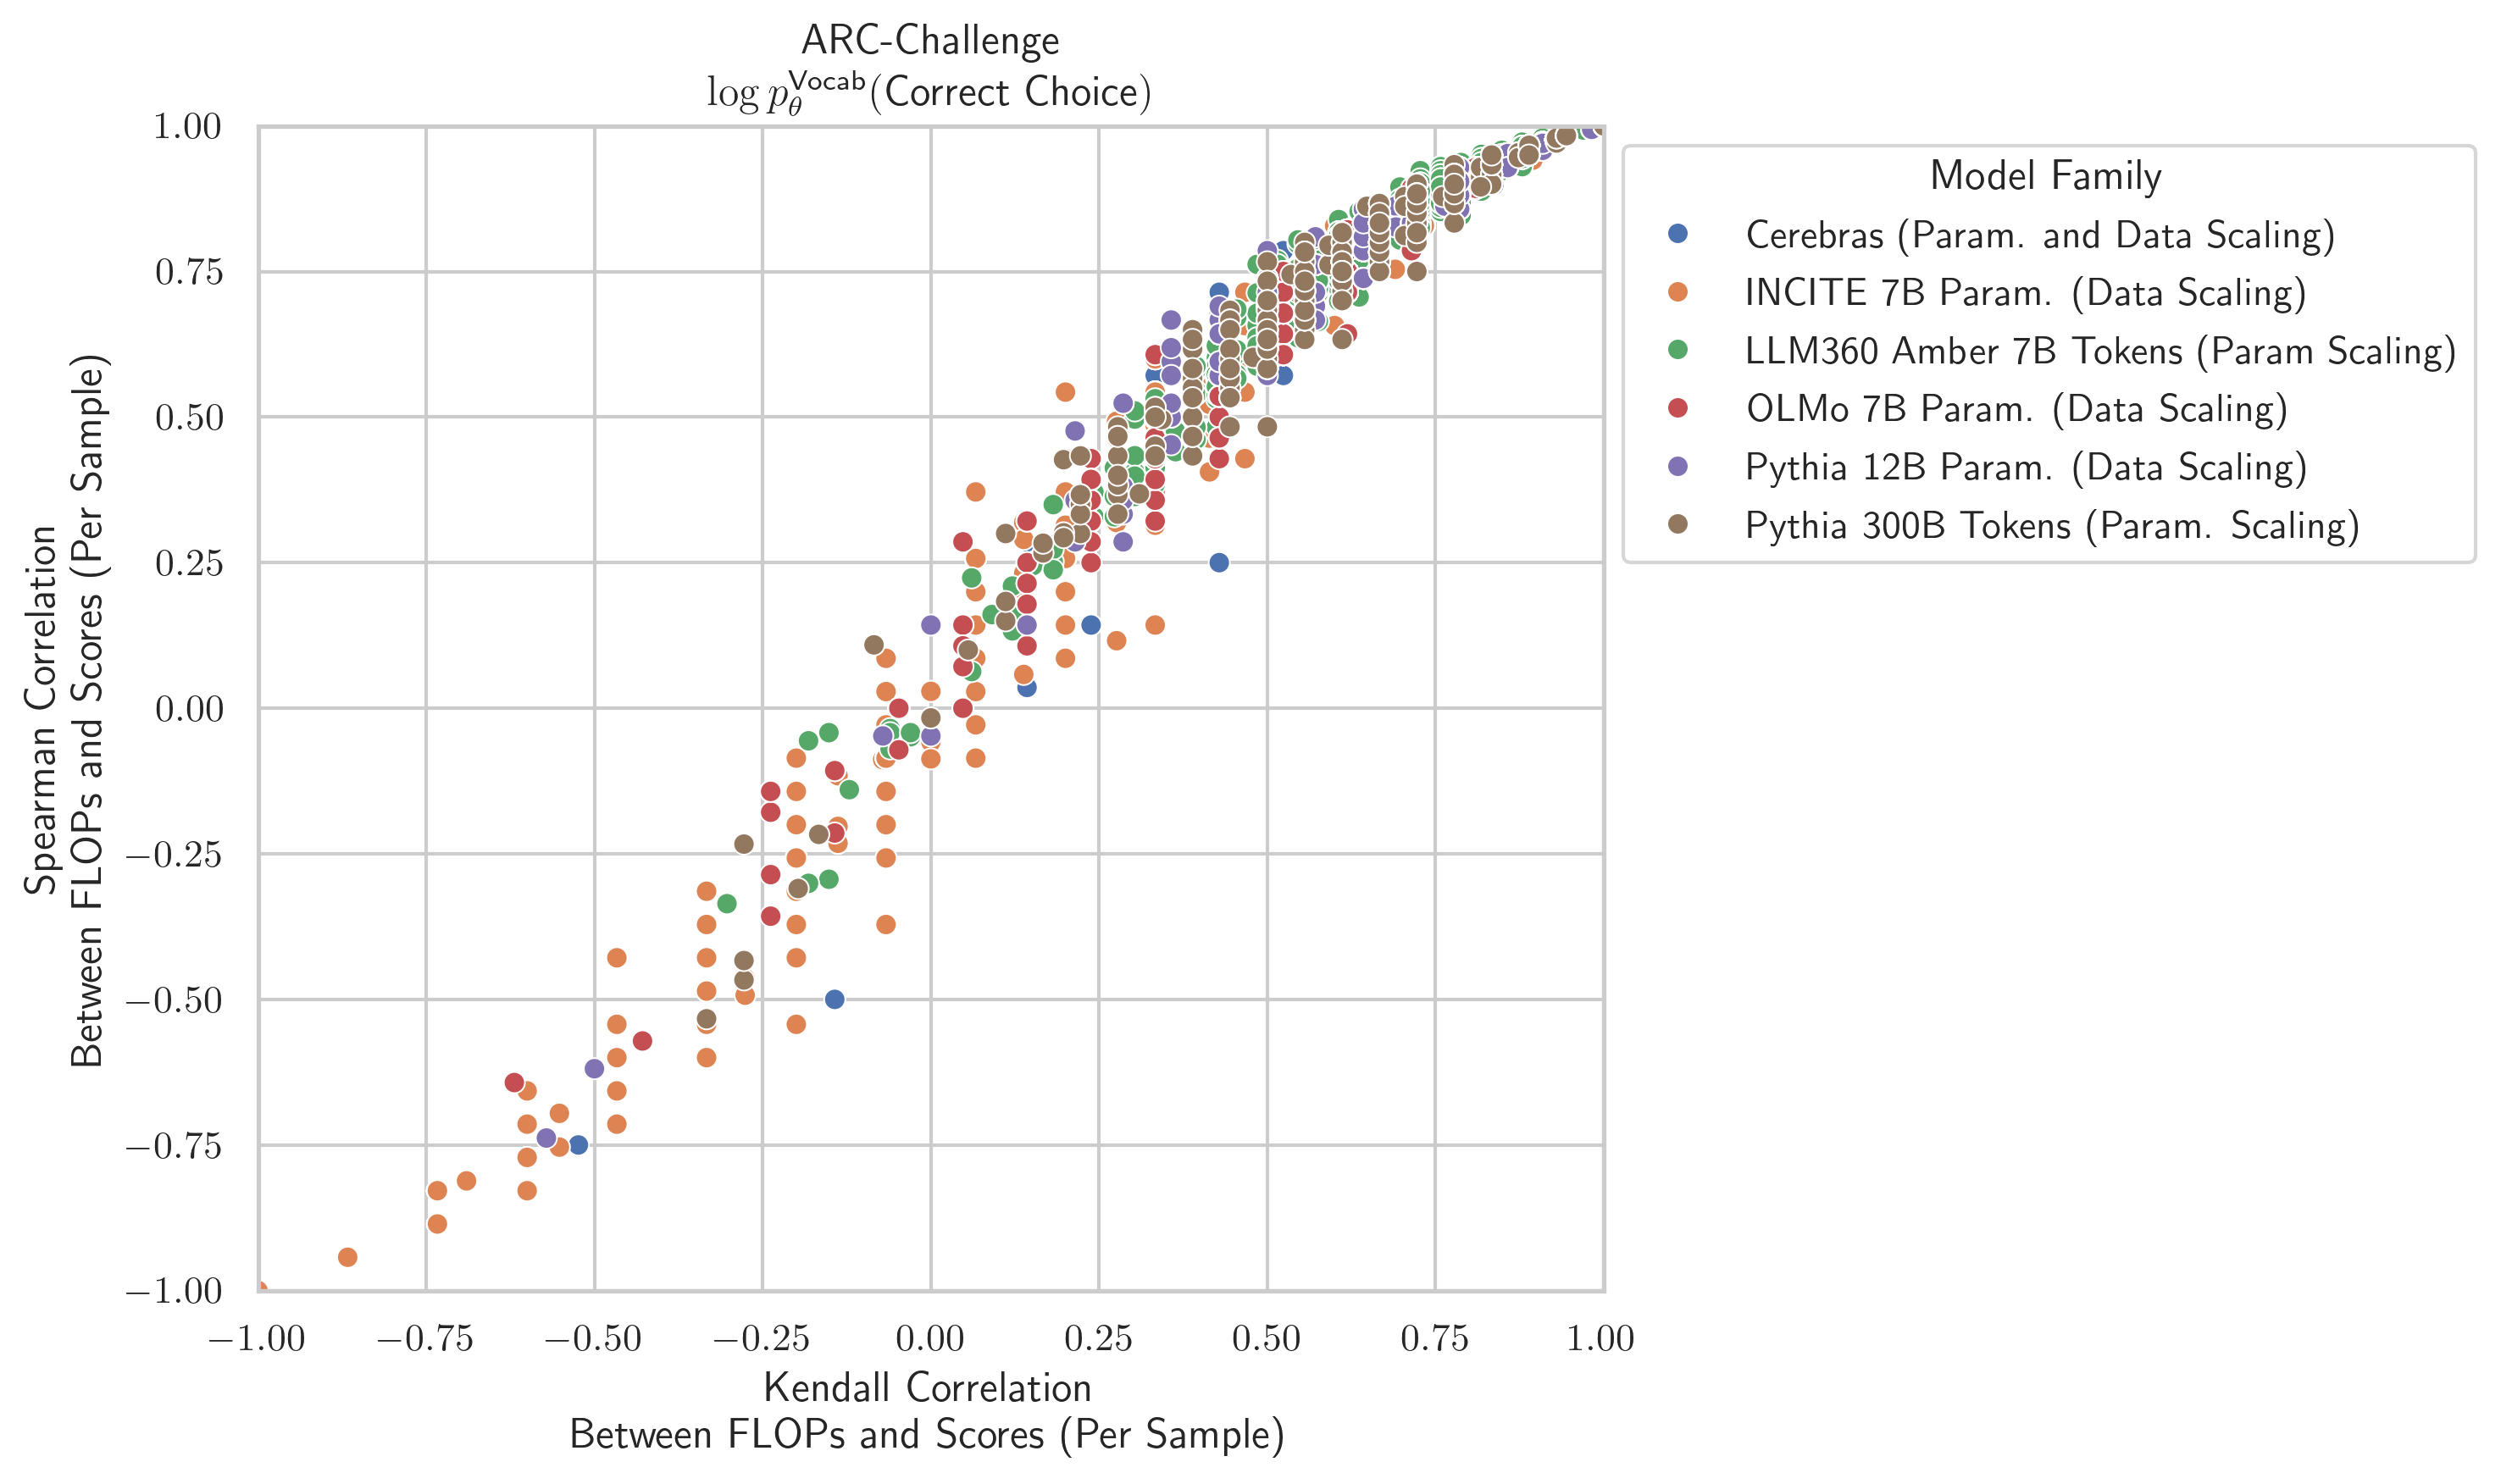 ARC-Challenge
log p_θ^Vocab(Correct Choice)
1.00
0.75
0.50
0.25
0.00
−0.25
−0.50
−0.75
−1.00
Spearman Correlation
Between FLOPs and Scores (Per Sample)
−1.00 −0.75 −0.50 −0.25 0.00 0.25 0.50 0.75 1.00
Kendall Correlation
Between FLOPs and Scores (Per Sample)
Model Family
Cerebras (Param. and Data Scaling)
INCITE 7B Param. (Data Scaling)
LLM360 Amber 7B Tokens (Param Scaling)
OLMo 7B Param. (Data Scaling)
Pythia 12B Param. (Data Scaling)
Pythia 300B Tokens (Param. Scaling)